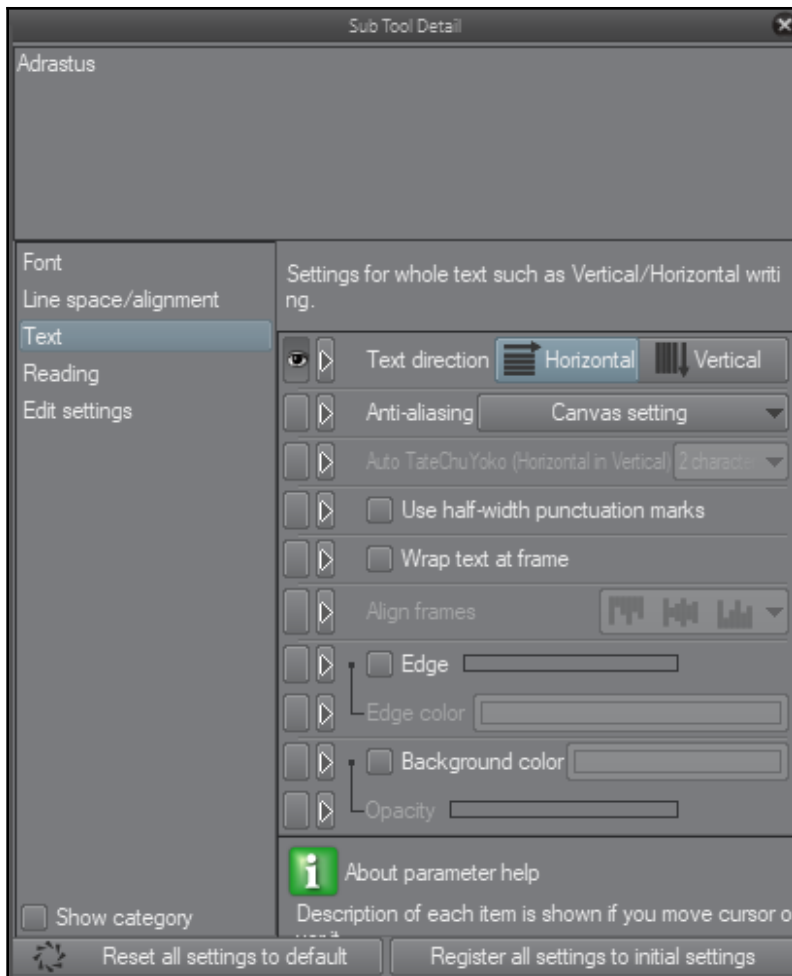 Sub Tool Detail
Adrastus
Font
Line space/alignment
Text
Reading
Edit settings
Show category
Settings for whole text such as Vertical/Horizontal writi
ng.
Text direction Horizontal Vertical
Anti-aliasing Canvas setting
Auto TateChuYoko (Horizontal in Vertical) 2 character
Use half-width punctuation marks
Wrap text at frame
Align frames
Edge
Edge color
Background color
Opacity
About parameter help
Description of each item is shown if you move cursor o
Reset all settings to default Register all settings to initial settings